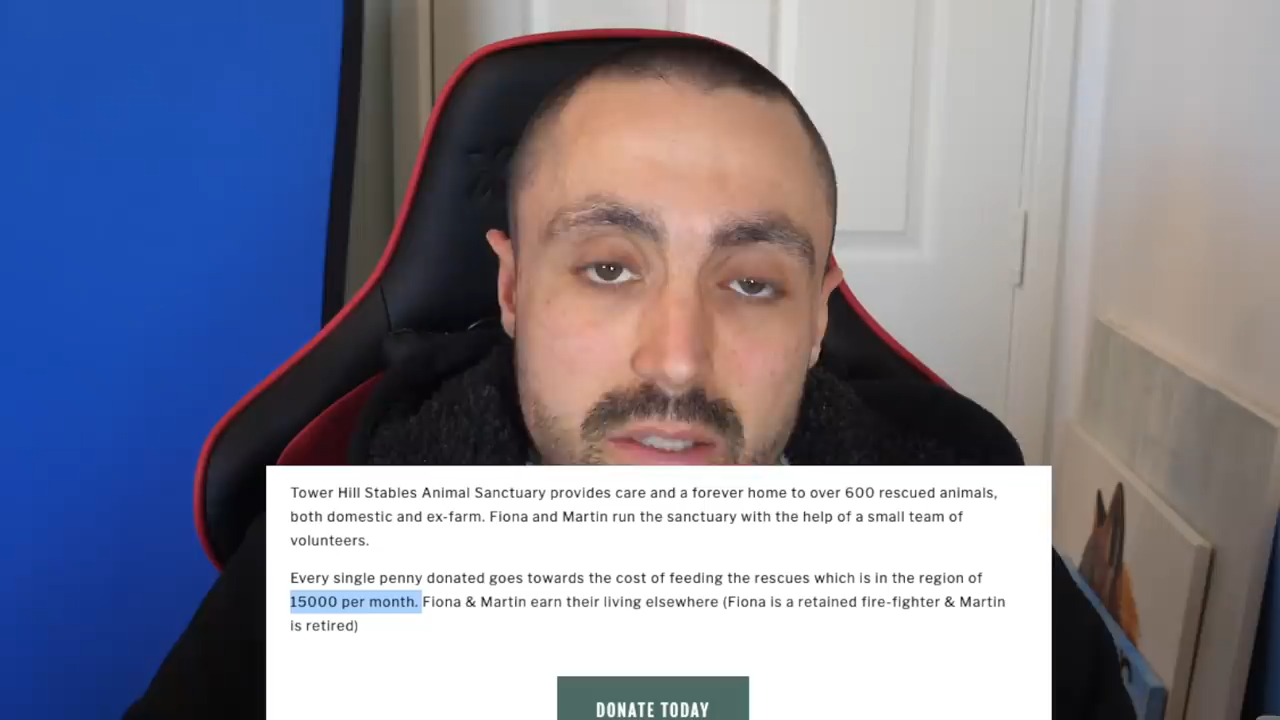 Tower Hill Stables Animal Sanctuary provides care and a forever home to over 600 rescued animals,
both domestic and ex-farm. Fiona and Martin run the sanctuary with the help of a small team of
volunteers.
Every single penny donated goes towards the cost of feeding the rescues which is in the region of
15000 per month. Fiona & Martin earn their living elsewhere (Fiona is a retained fire-fighter & Martin
is retired)
DONATE TODAY